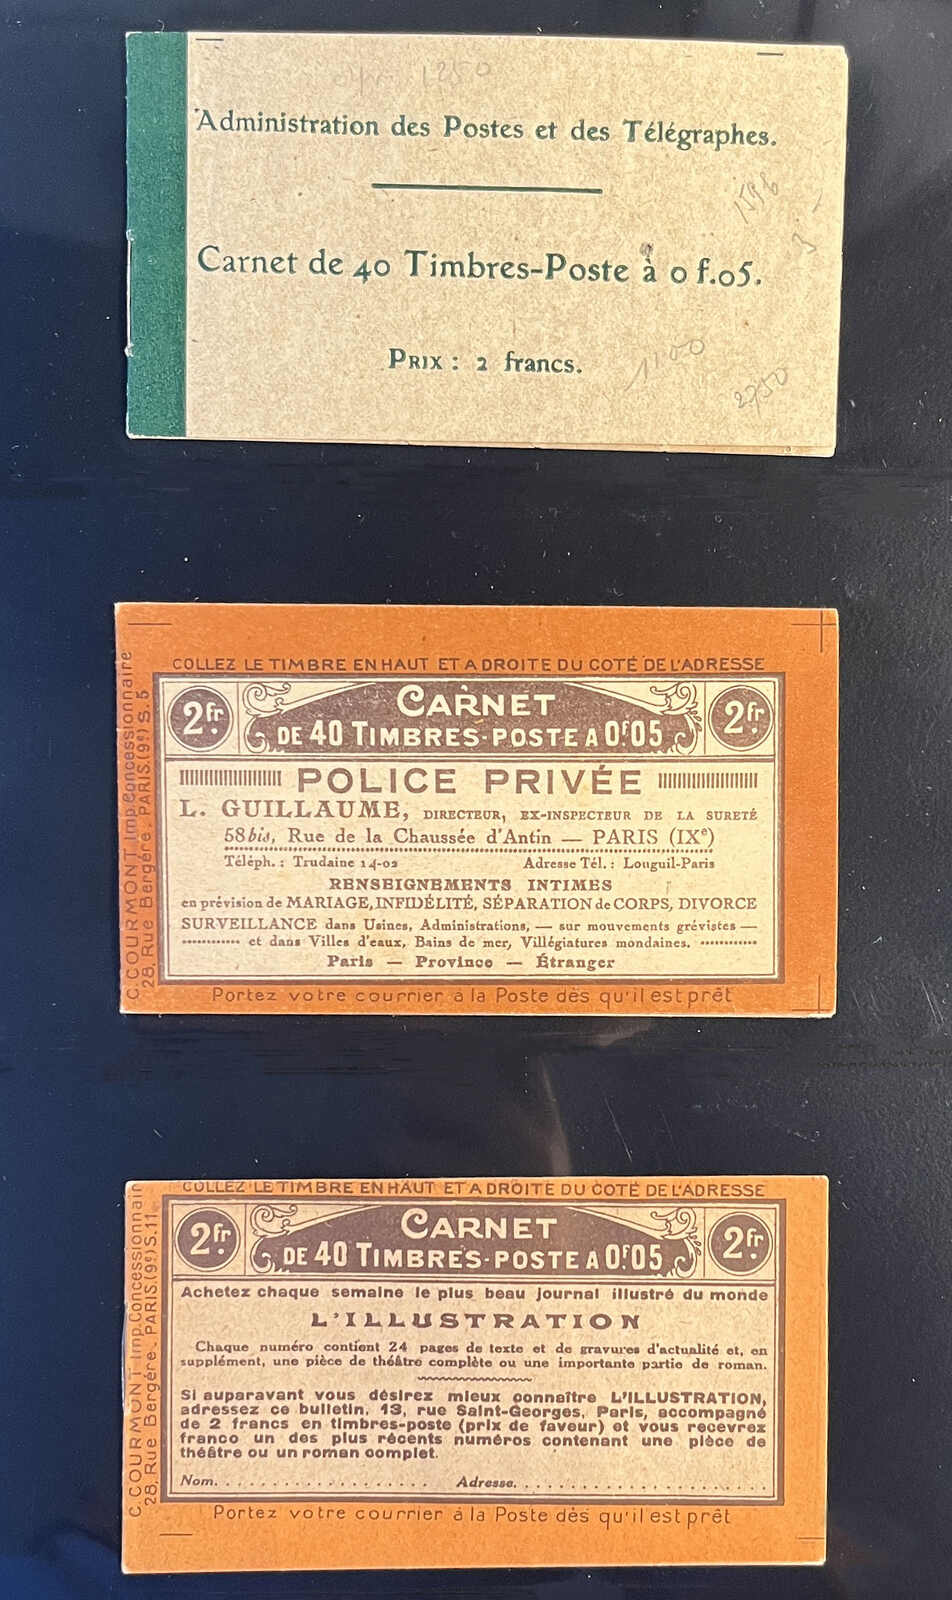 1250
Administration des Postes et des Télégraphes.
1596
3 -
Carnet de 40 Timbres-Poste à 0 f.05.
Prix : 2 francs.
1150
2750
C. COURMONT Imp. Concessionnaire
28, Rue Bergère. PARIS. (9e) S. 5
COLLEZ LE TIMBRE EN HAUT ET A DROITE DU COTÉ DE L'ADRESSE
2fr. CARNET 2fr.
DE 40 TIMBRES-POSTE A 0f.05
POLICE PRIVÉE
L. GUILLAUME, DIRECTEUR, EX-INSPECTEUR DE LA SURETÉ
58bis, Rue de la Chaussée d'Antin — PARIS (IXe)
Téléph. : Trudaine 14-02 Adresse Tél. : Louguil-Paris
RENSEIGNEMENTS INTIMES
en prévision de MARIAGE, INFIDÉLITÉ, SÉPARATION de CORPS, DIVORCE
SURVEILLANCE dans Usines, Administrations, — sur mouvements grévistes —
et dans Villes d'eaux, Bains de mer, Villégiatures mondaines.
Paris — Province — Étranger
Portez votre courrier à la Poste dès qu'il est prêt
C. COURMONT Imp. Concessionnair
28, Rue Bergère. PARIS. (9e) S. 11
COLLEZ LE TIMBRE EN HAUT ET A DROITE DU COTÉ DE L'ADRESSE
2fr. CARNET 2fr.
DE 40 TIMBRES-POSTE A 0f.05
Achetez chaque semaine le plus beau journal illustré du monde
L'ILLUSTRATION
Chaque numéro contient 24 pages de texte et de gravures d'actualité et, en
supplément, une pièce de théâtre complète ou une importante partie de roman.
Si auparavant vous désirez mieux connaître L'ILLUSTRATION,
adressez ce bulletin, 13, rue Saint-Georges, Paris, accompagné
de 2 francs en timbres-poste (prix de faveur) et vous recevrez
franco un des plus récents numéros contenant une pièce de
théâtre ou un roman complet.
Nom. Adresse.
Portez votre courrier à la Poste dès qu'il est prêt